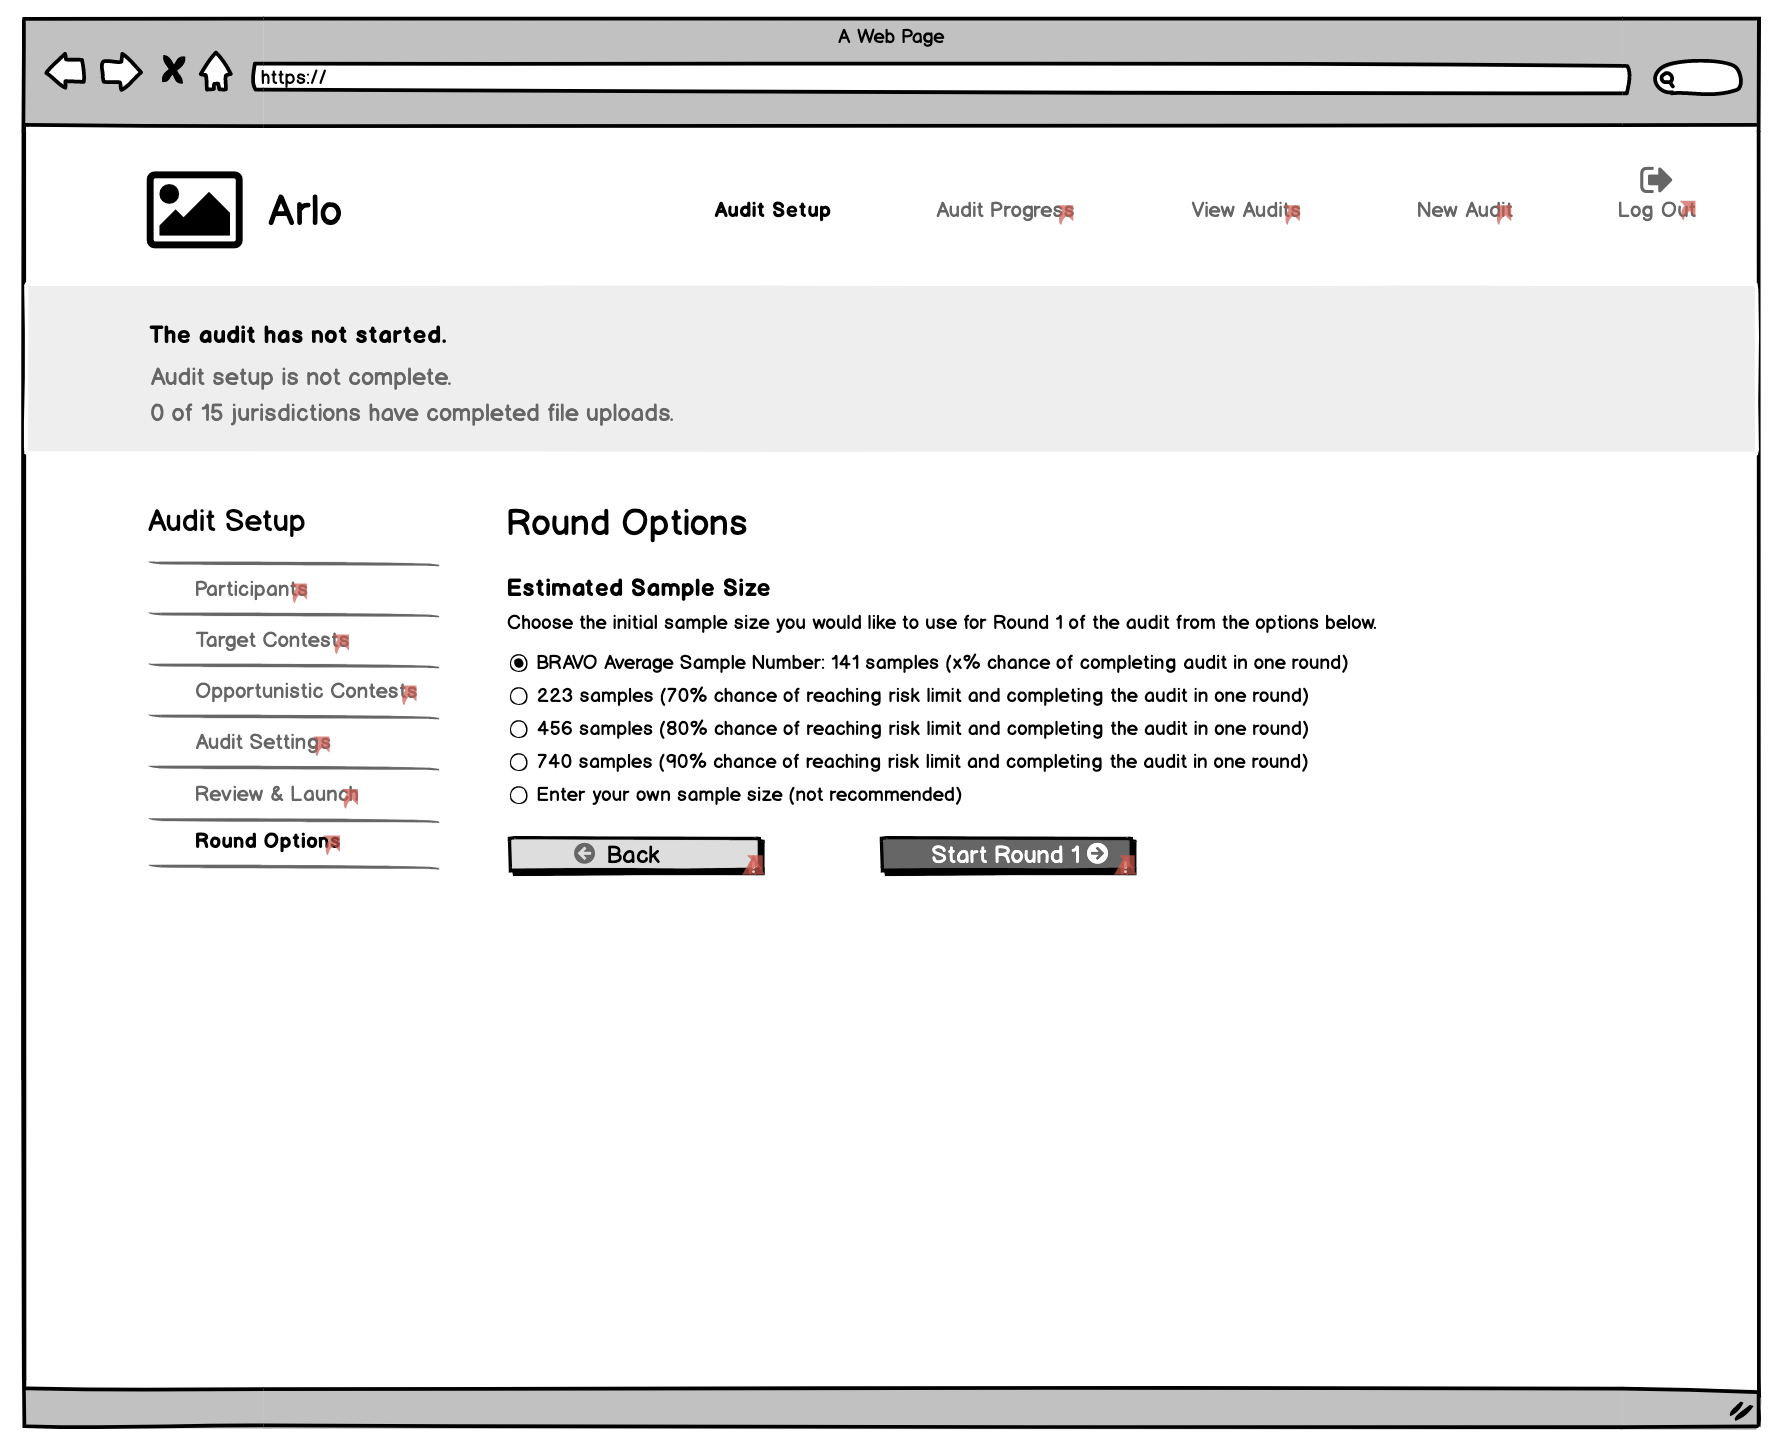 A Web Page
https://
Arlo
Audit Setup
Audit Progress
View Audits
New Audit
Log Out
The audit has not started.
Audit setup is not complete.
0 of 15 jurisdictions have completed file uploads.
Audit Setup
Participants
Target Contests
Opportunistic Contests
Audit Settings
Review & Launch
Round Options
Round Options
Estimated Sample Size
Choose the initial sample size you would like to use for Round 1 of the audit from the options below.
BRAVO Average Sample Number: 141 samples (x% chance of completing audit in one round)
223 samples (70% chance of reaching risk limit and completing the audit in one round)
456 samples (80% chance of reaching risk limit and completing the audit in one round)
740 samples (90% chance of reaching risk limit and completing the audit in one round)
Enter your own sample size (not recommended)
Back
Start Round 1